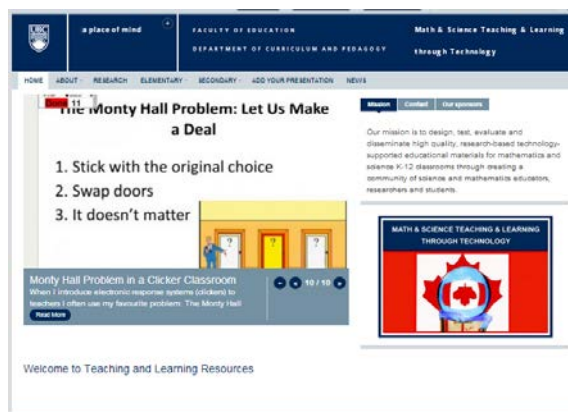 UBC
a place of mind
FACULTY OF EDUCATION
DEPARTMENT OF CURRICULUM AND PEDAGOGY
Math & Science Teaching & Learning
through Technology
HOME ABOUT RESEARCH ELEMENTARY SECONDARY ADD YOUR PRESENTATION NEWS
11
The Monty Hall Problem: Let Us Make
a Deal
1. Stick with the original choice
2. Swap doors
3. It doesn't matter
? ? ?
Monty Hall Problem in a Clicker Classroom
When I introduce electronic response systems (clickers) to
teachers I often use my favourite problem: The Monty Hall
Read More
10 / 10
Mission Contact Our sponsors
Our mission is to design, test, evaluate and
disseminate high quality, research-based technology-
supported educational materials for mathematics and
science K-12 classrooms through creating a
community of science and mathematics educators,
researchers and students.
MATH & SCIENCE TEACHING & LEARNING
THROUGH TECHNOLOGY
Welcome to Teaching and Learning Resources